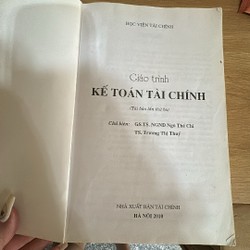 HỌC VIỆN TÀI CHÍNH
Giáo trình
KẾ TOÁN TÀI CHÍNH
(Tái bản lần thứ ba)
Chủ biên: GS.TS. NGND Ngô Thế Chi
TS. Trương Thị Thuỷ
NHÀ XUẤT BẢN TÀI CHÍNH
HÀ NỘI 2010